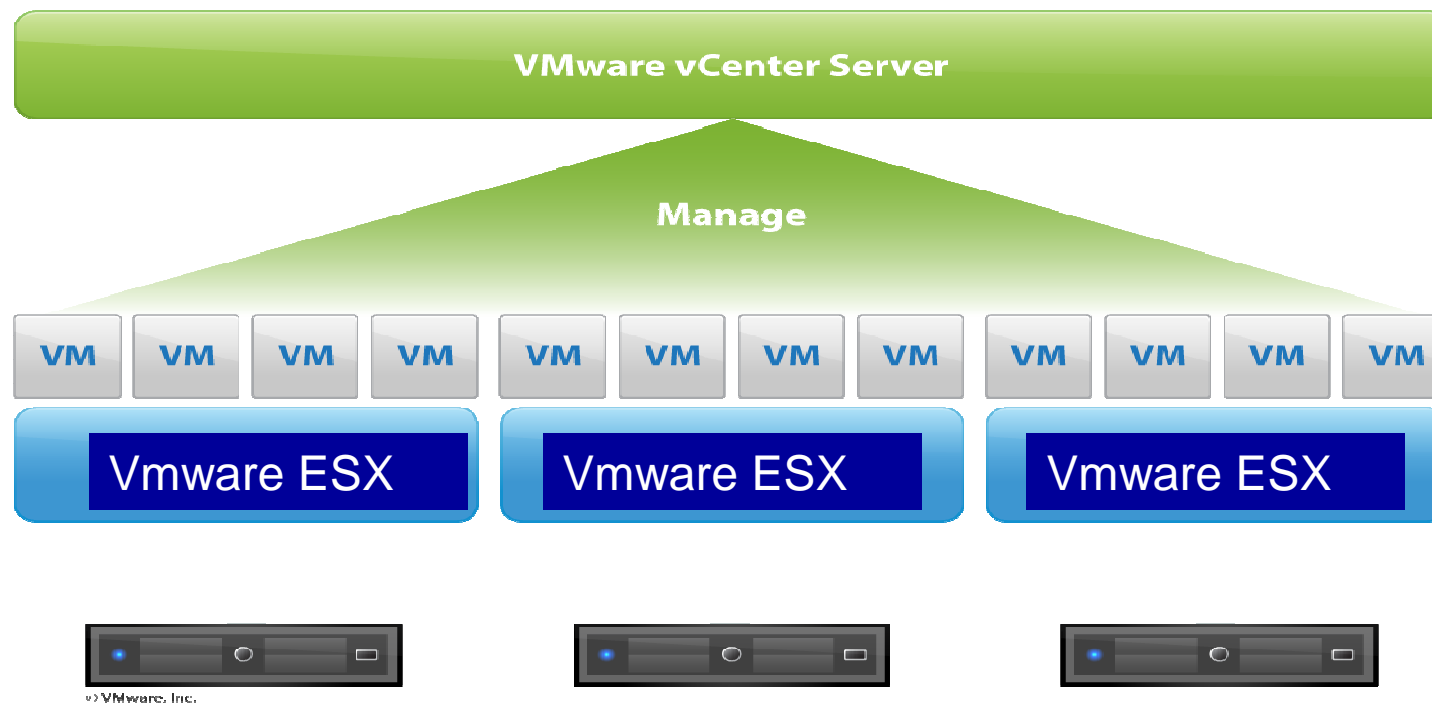 VMware vCenter Server
Manage
VM VM VM VM VM VM VM VM VM VM VM VM
Vmware ESX Vmware ESX Vmware ESX
VMware, Inc.